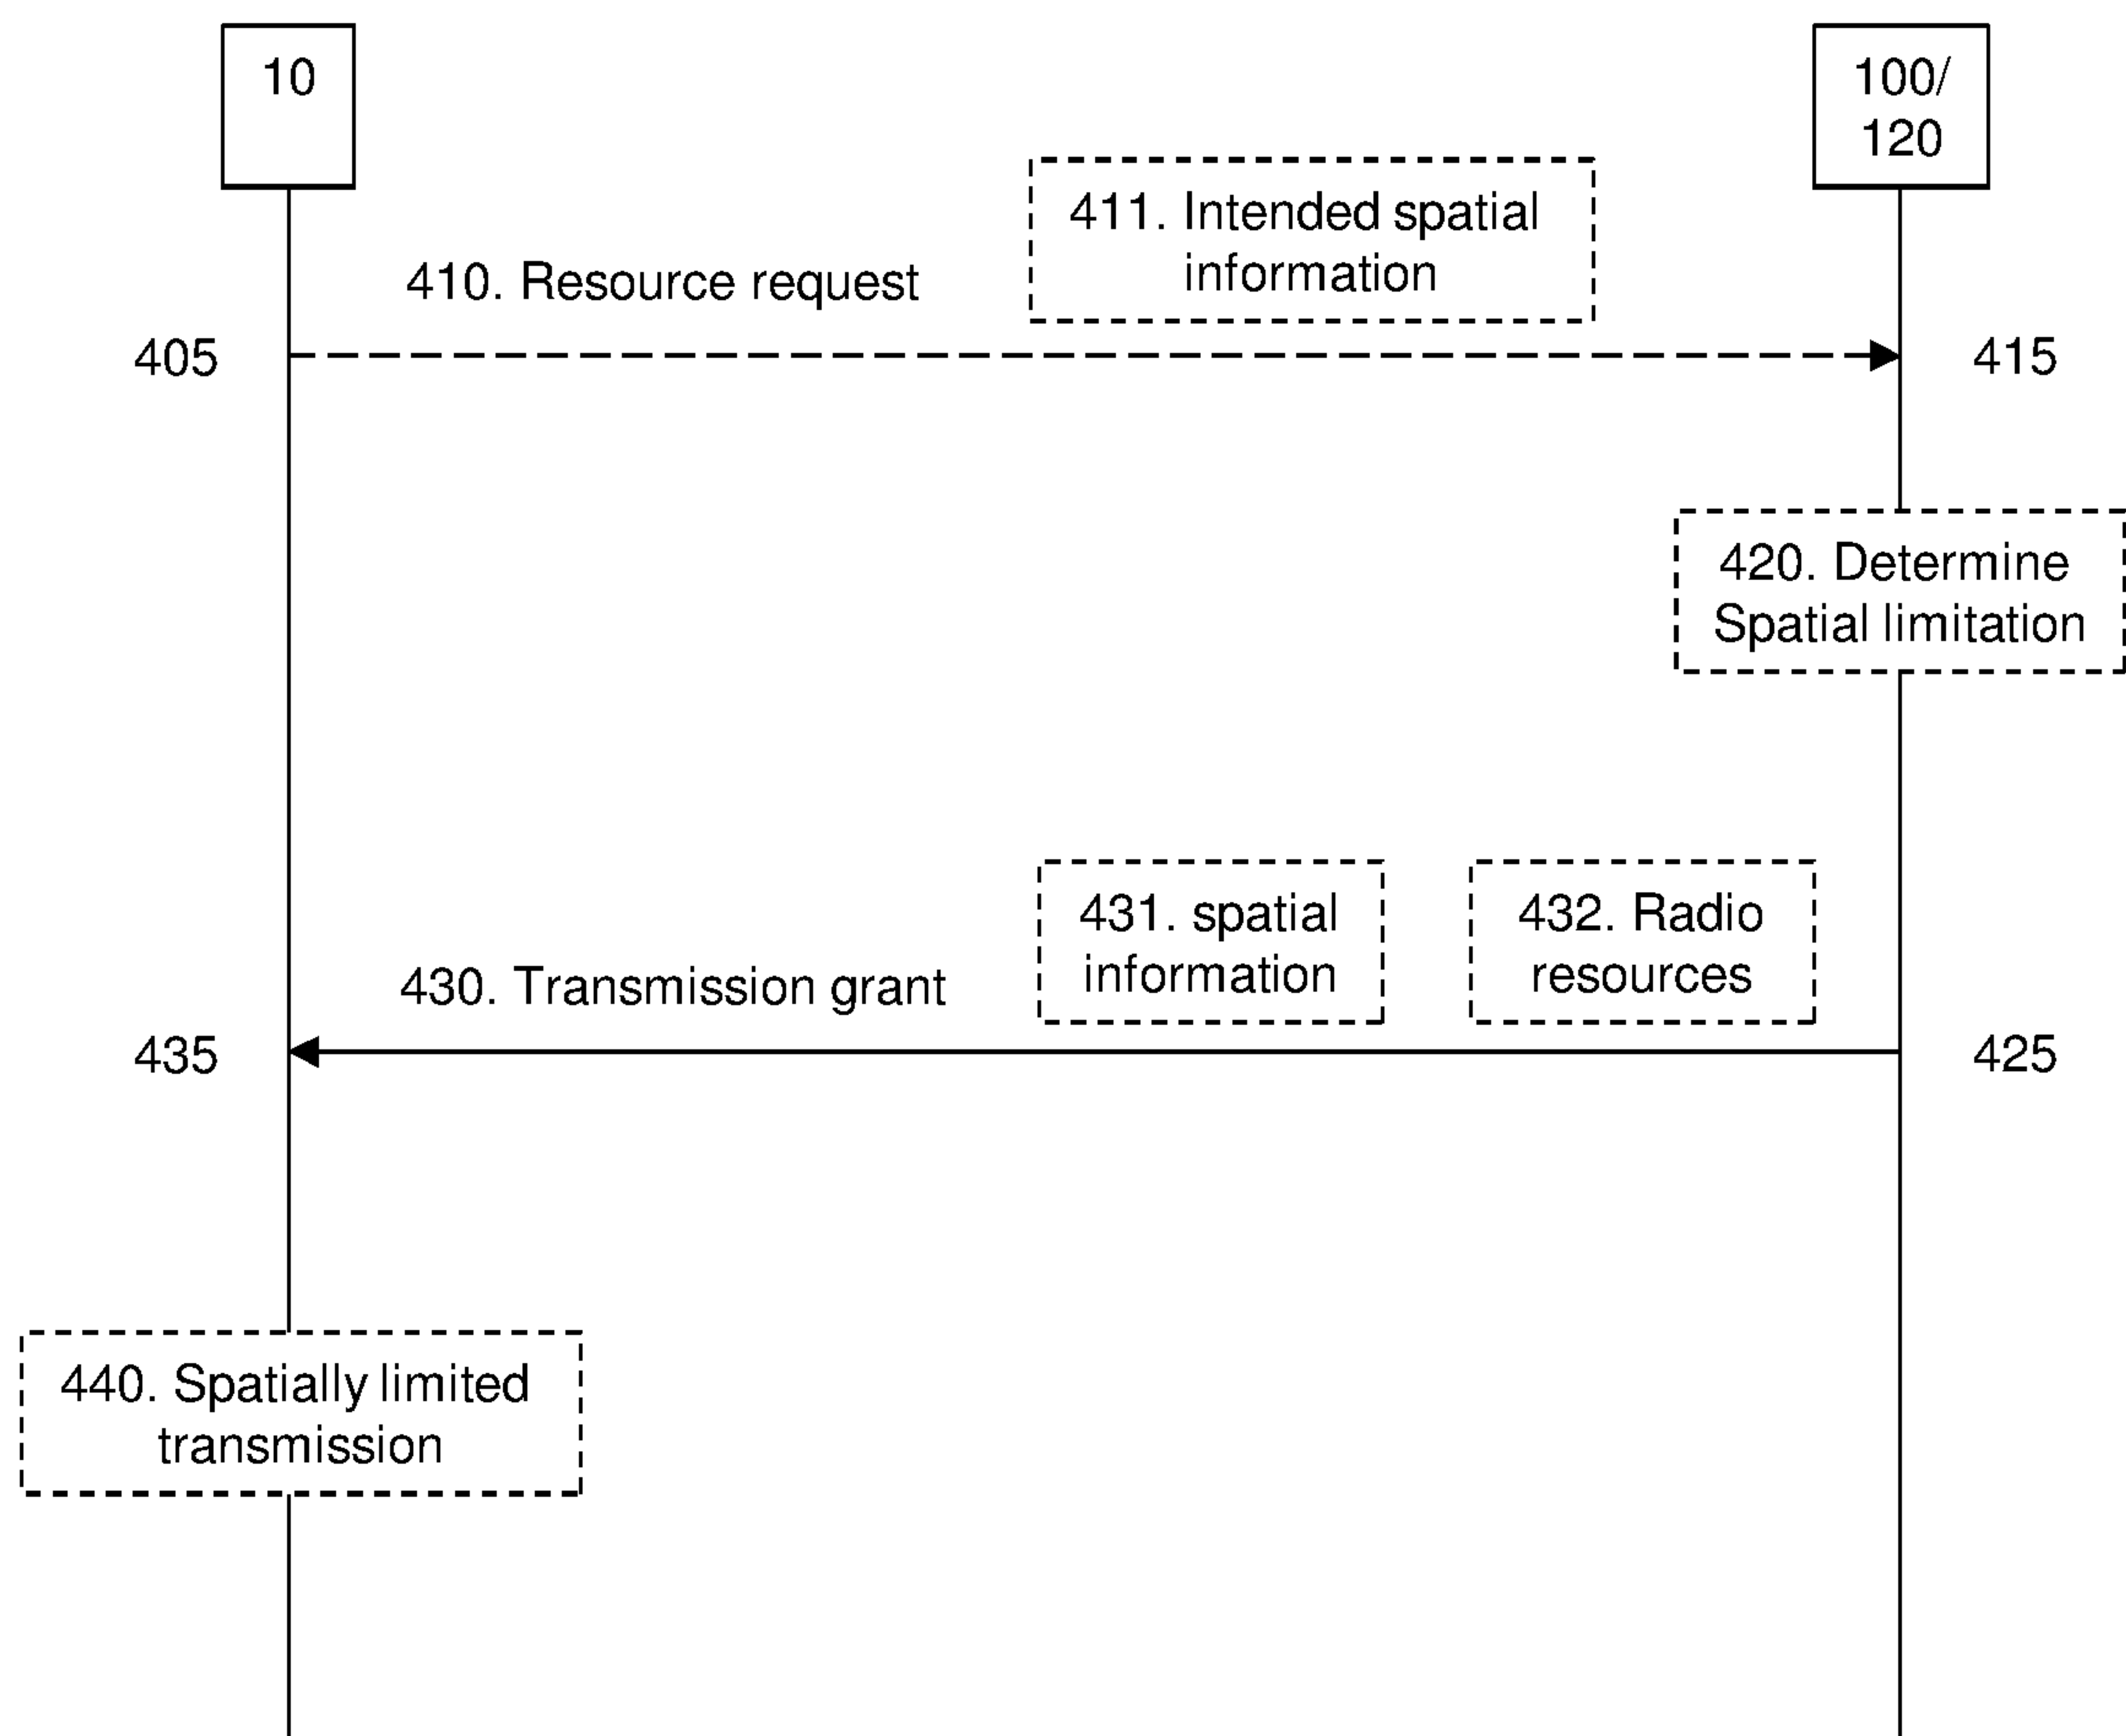 10
100/
120
411. Intended spatial
information
410. Resource request
405
415
420. Determine
Spatial limitation
431. spatial
information
432. Radio
resources
430. Transmission grant
435
425
440. Spatially limited
transmission